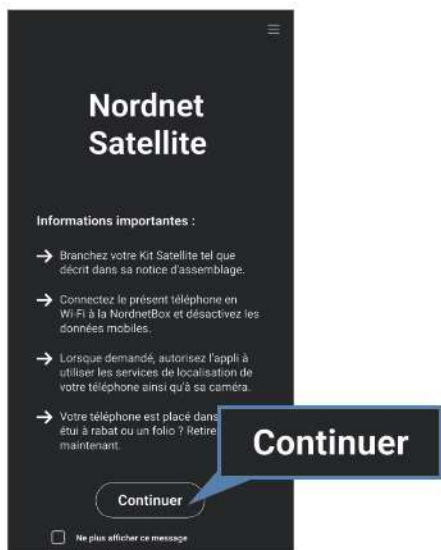 Nordnet
Satellite
Informations importantes :
→ Branchez votre Kit Satellite tel que
décrit dans sa notice d'assemblage.
→ Connectez le présent téléphone en
Wi-Fi à la NordnetBox et désactivez les
données mobiles.
→ Lorsque demandé, autorisez l'appli à
utiliser les services de localisation de
votre téléphone ainsi qu'à sa caméra.
→ Votre téléphone est placé dans
étui à rabat ou un folio ? Retire
maintenant.
Continuer
Continuer
Ne plus afficher ce message